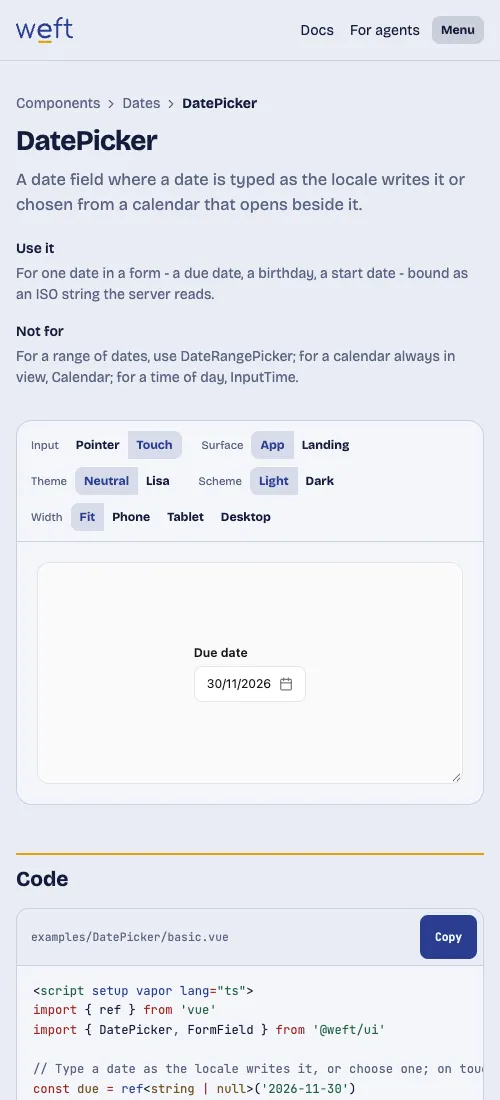 weft
Docs For agents Menu
Components > Dates > DatePicker
DatePicker
A date field where a date is typed as the locale writes it or
chosen from a calendar that opens beside it.
Use it
For one date in a form - a due date, a birthday, a start date - bound as
an ISO string the server reads.
Not for
For a range of dates, use DateRangePicker; for a calendar always in
view, Calendar; for a time of day, InputTime.
Input Pointer Touch Surface App Landing
Theme Neutral Lisa Scheme Light Dark
Width Fit Phone Tablet Desktop
Due date
30/11/2026
Code
examples/DatePicker/basic.vue
Copy
<script setup vapor lang="ts">
import { ref } from 'vue'
import { DatePicker, FormField } from '@weft/ui'
// Type a date as the locale writes it, or choose one; on
const due = ref<string | null>('2026-11-30')